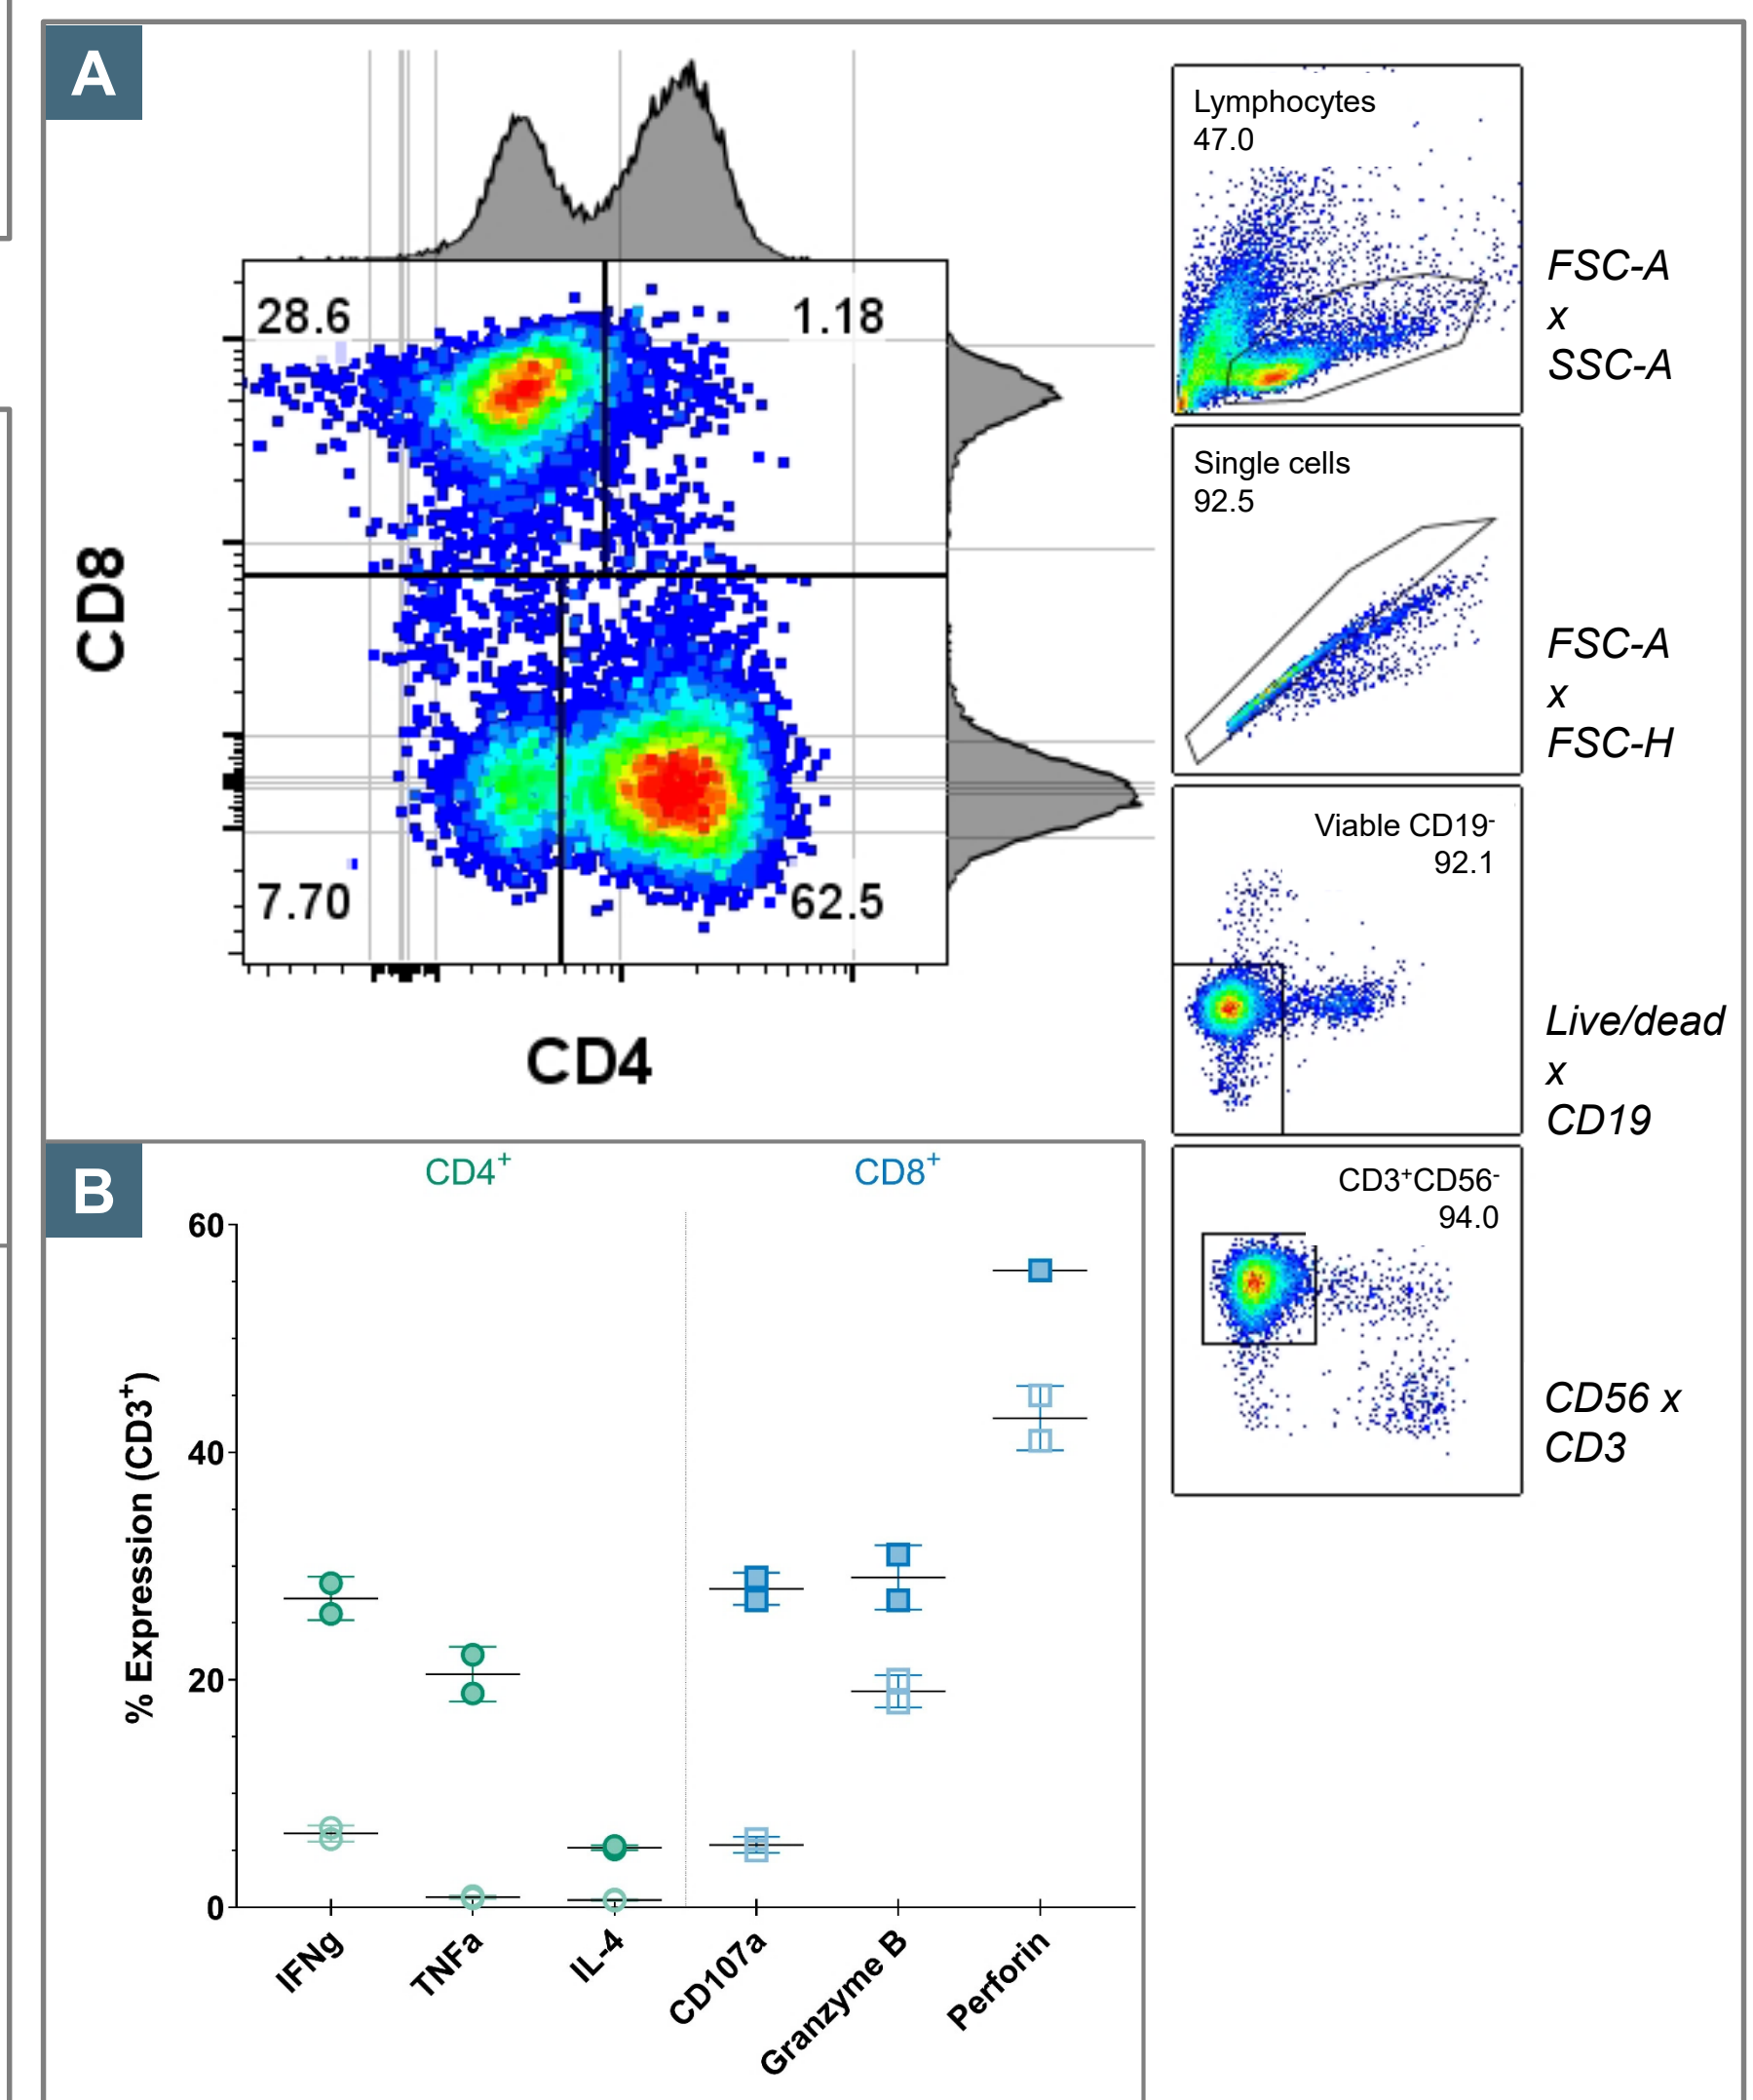 A
28.6
1.18
7.70
62.5
CD8
CD4
Lymphocytes
47.0
FSC-A
x
SSC-A
Single cells
92.5
FSC-A
x
FSC-H
Viable CD19⁻
92.1
Live/dead
x
CD19
CD3⁺CD56⁻
94.0
CD56 x
CD3
B
CD4⁺
CD8⁺
% Expression (CD3⁺)
60
40
20
0
IFNg
TNFa
IL-4
CD107a
Granzyme B
Perforin